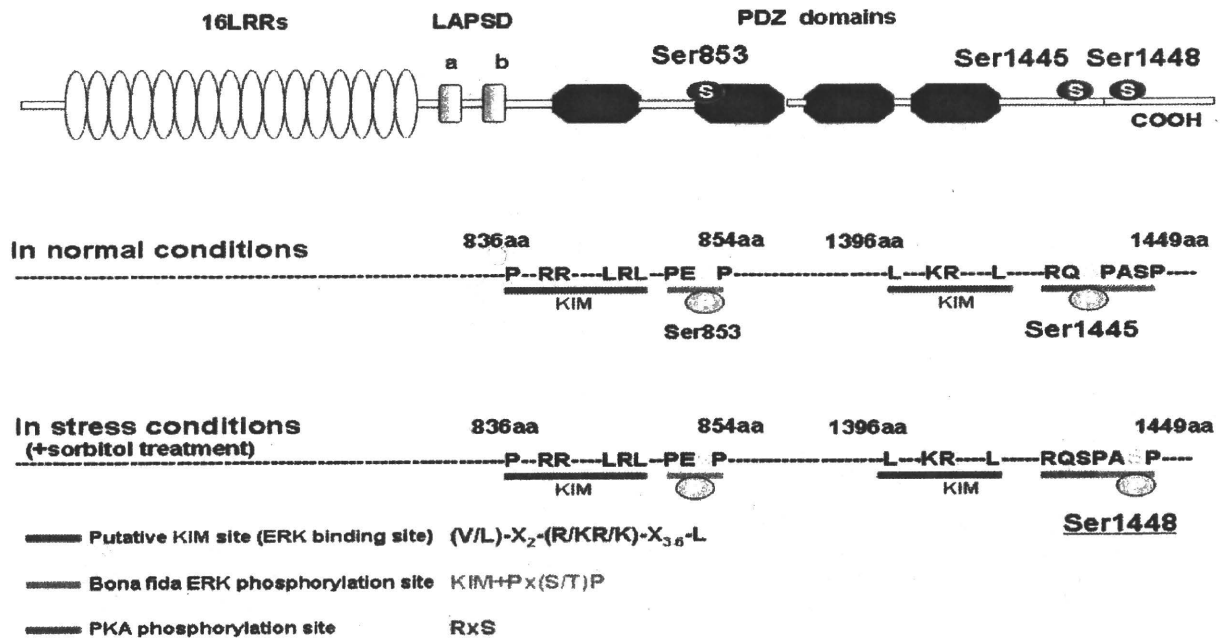 16LRRs LAPSD PDZ domains
a b Ser853 Ser1445 Ser1448
S S S
COOH
In normal conditions 836aa 854aa 1396aa 1449aa
P--RR----LRL--PE P-----------L---KR---L-----RQ PASP----
KIM KIM
Ser853 Ser1445
In stress conditions 836aa 854aa 1396aa 1449aa
(+sorbitol treatment)
P--RR----LRL--PE P-----------L---KR---L----RQSPA P----
KIM KIM
Ser1448
Putative KIM site (ERK binding site) (V/L)-X2-(R/KR/K)-X3-6-L
Bona fida ERK phosphorylation site KIM+Px(S/T)P
PKA phosphorylation site RxS